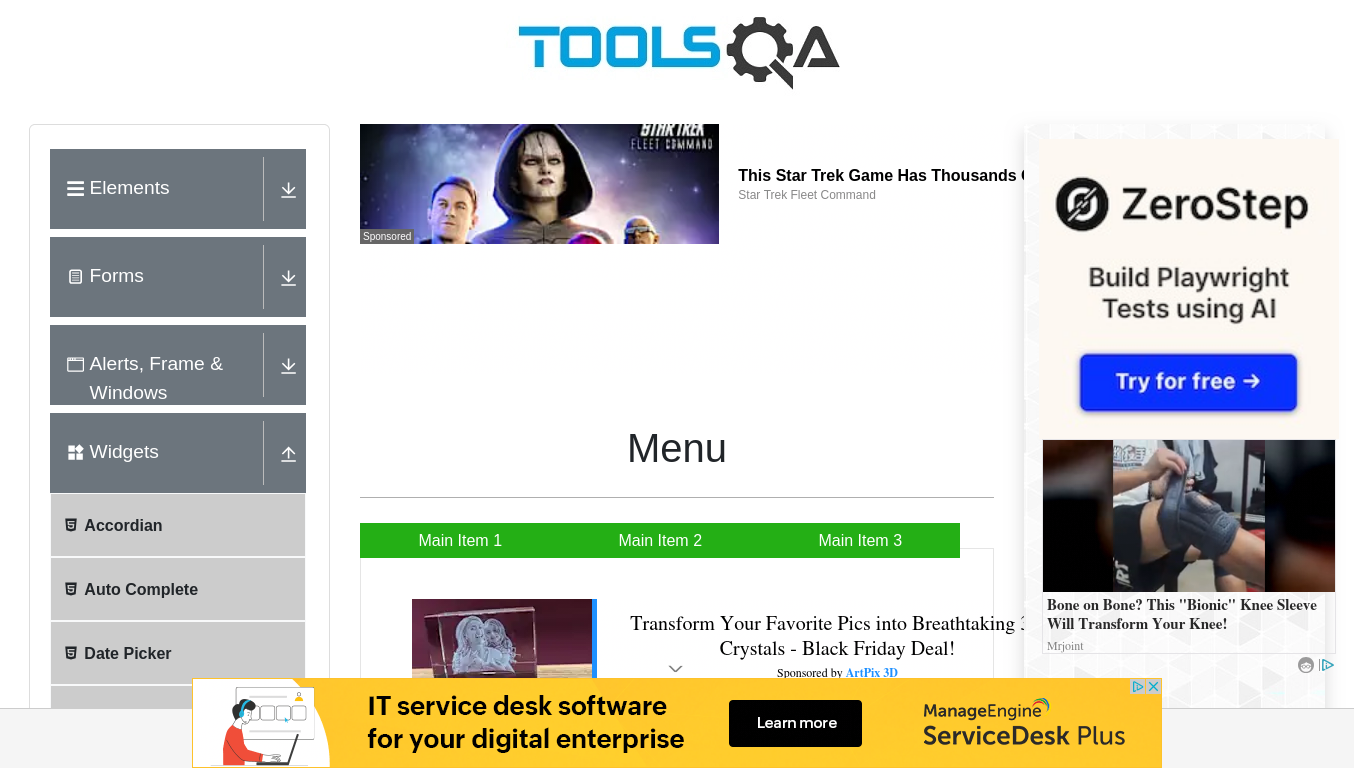 TOOLSQA
Elements
Forms
Alerts, Frame &
Windows
Widgets
Accordian
Auto Complete
Date Picker
STAR TREK
FLEET COMMAND
Sponsored
This Star Trek Game Has Thousands
Star Trek Fleet Command
Menu
Main Item 1
Main Item 2
Main Item 3
Transform Your Favorite Pics into Breathtaking
Crystals - Black Friday Deal!
Sponsored by ArtPix 3D
ZeroStep
Build Playwright
Tests using AI
Try for free →
Bone on Bone? This "Bionic" Knee Sleeve
Will Transform Your Knee!
Mrjoint
IT service desk software
for your digital enterprise
Learn more
ManageEngine
ServiceDesk Plus